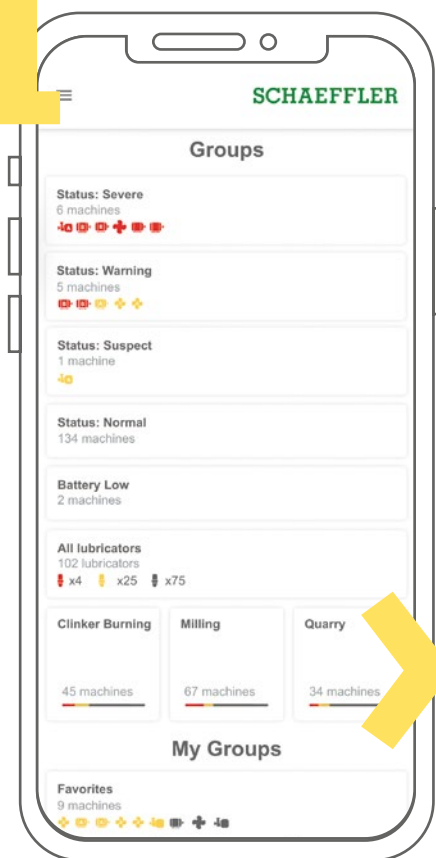 SCHAEFFLER
Groups
Status: Severe
6 machines
Status: Warning
5 machines
Status: Suspect
1 machine
Status: Normal
134 machines
Battery Low
2 machines
All lubricators
102 lubricators
x4 x25 x75
Clinker Burning Milling Quarry
45 machines 67 machines 34 machines
My Groups
Favorites
9 machines